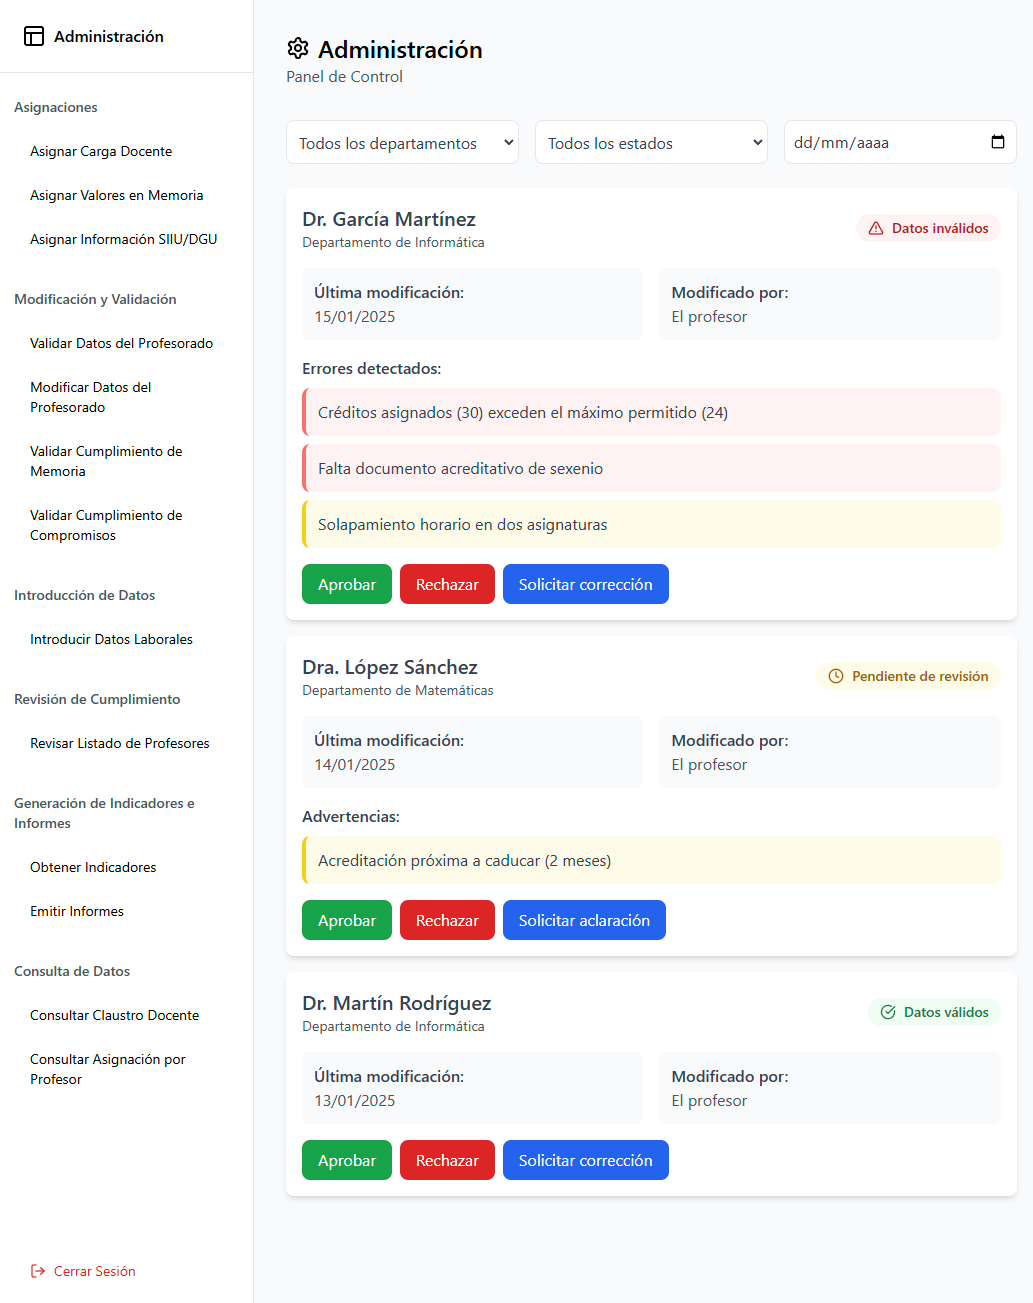 Administración
Asignaciones
Asignar Carga Docente
Asignar Valores en Memoria
Asignar Información SIIU/DGU
Modificación y Validación
Validar Datos del Profesorado
Modificar Datos del
Profesorado
Validar Cumplimiento de
Memoria
Validar Cumplimiento de
Compromisos
Introducción de Datos
Introducir Datos Laborales
Revisión de Cumplimiento
Revisar Listado de Profesores
Generación de Indicadores e
Informes
Obtener Indicadores
Emitir Informes
Consulta de Datos
Consultar Claustro Docente
Consultar Asignación por
Profesor
Cerrar Sesión
Administración
Panel de Control
Todos los departamentos
Todos los estados
dd/mm/aaaa
Dr. García Martínez
Departamento de Informática
Datos inválidos
Última modificación:
15/01/2025
Modificado por:
El profesor
Errores detectados:
Créditos asignados (30) exceden el máximo permitido (24)
Falta documento acreditativo de sexenio
Solapamiento horario en dos asignaturas
Aprobar
Rechazar
Solicitar corrección
Dra. López Sánchez
Departamento de Matemáticas
Pendiente de revisión
Última modificación:
14/01/2025
Modificado por:
El profesor
Advertencias:
Acreditación próxima a caducar (2 meses)
Aprobar
Rechazar
Solicitar aclaración
Dr. Martín Rodríguez
Departamento de Informática
Datos válidos
Última modificación:
13/01/2025
Modificado por:
El profesor
Aprobar
Rechazar
Solicitar corrección